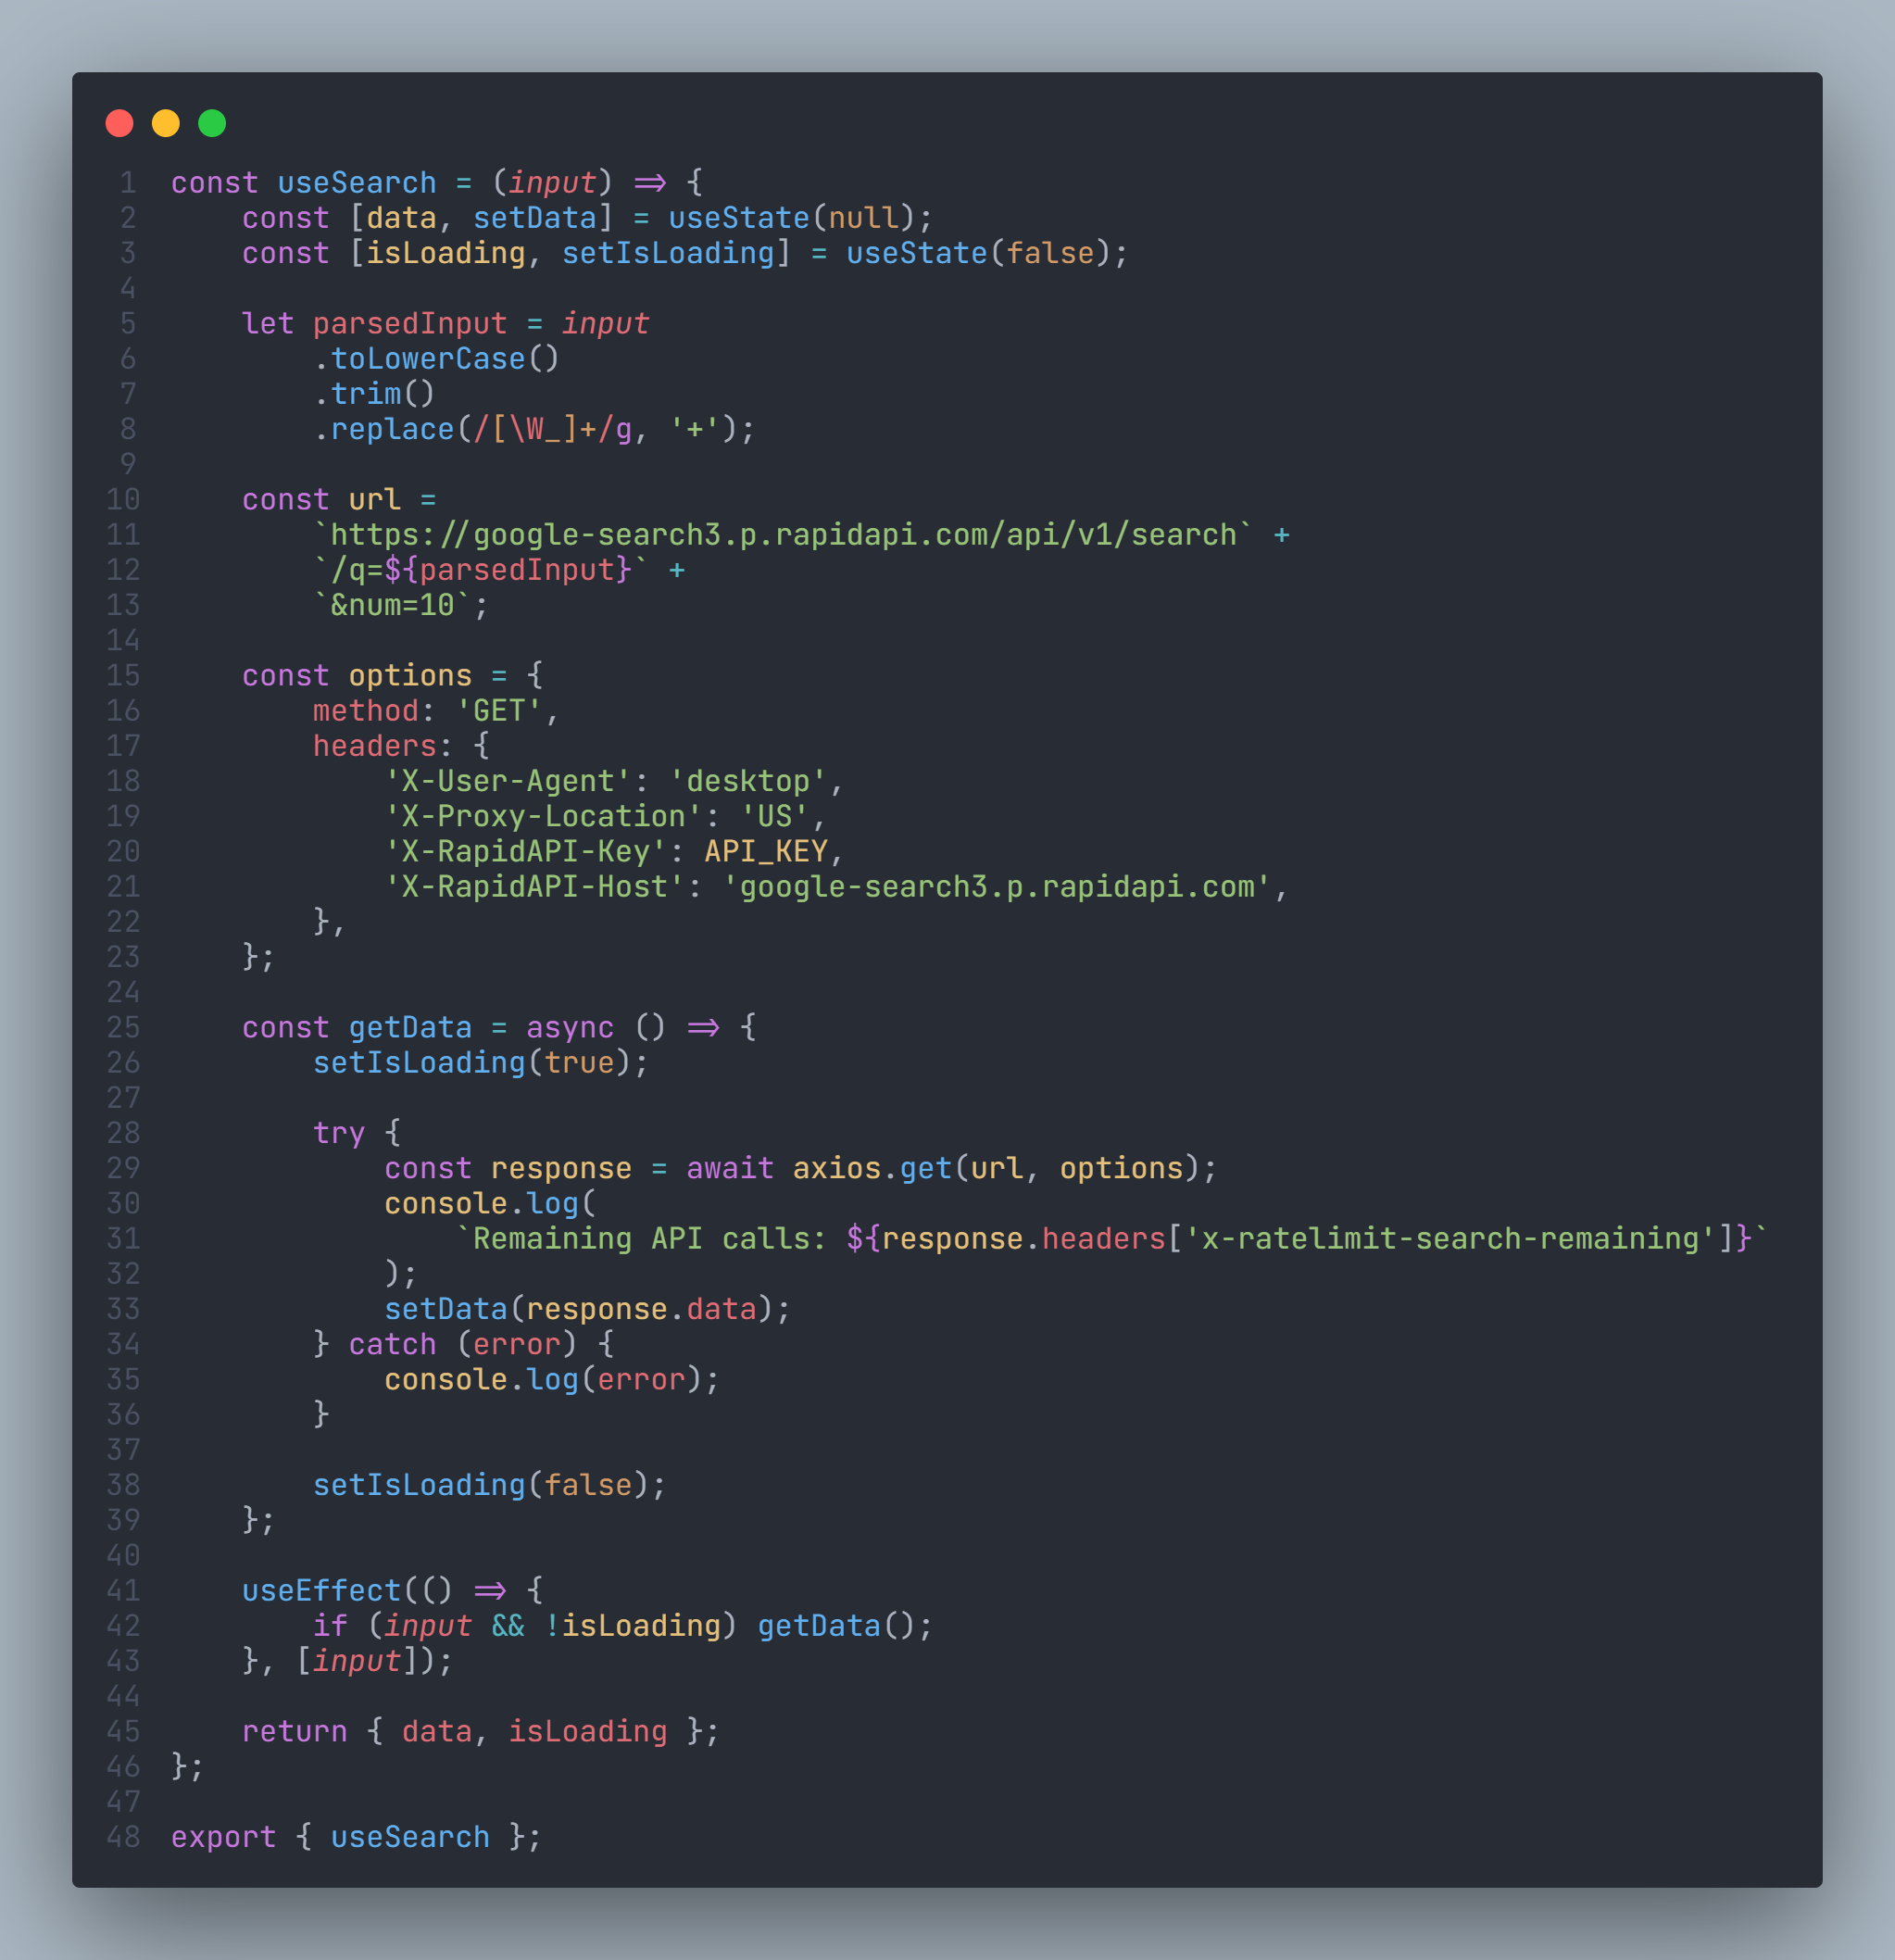 1 const useSearch = (input) => {
2     const [data, setData] = useState(null);
3     const [isLoading, setIsLoading] = useState(false);
4
5     let parsedInput = input
6         .toLowerCase()
7         .trim()
8         .replace(/[\W_]+/g, '+');
9
10     const url =
11         `https://google-search3.p.rapidapi.com/api/v1/search` +
12         `/q=${parsedInput}` +
13         `&num=10`;
14
15     const options = {
16         method: 'GET',
17         headers: {
18             'X-User-Agent': 'desktop',
19             'X-Proxy-Location': 'US',
20             'X-RapidAPI-Key': API_KEY,
21             'X-RapidAPI-Host': 'google-search3.p.rapidapi.com',
22         },
23     };
24
25     const getData = async () => {
26         setIsLoading(true);
27
28         try {
29             const response = await axios.get(url, options);
30             console.log(
31                 `Remaining API calls: ${response.headers['x-ratelimit-search-remaining']}`
32             );
33             setData(response.data);
34         } catch (error) {
35             console.log(error);
36         }
37
38         setIsLoading(false);
39     };
40
41     useEffect(() => {
42         if (input && !isLoading) getData();
43     }, [input]);
44
45     return { data, isLoading };
46 };
47
48 export { useSearch };